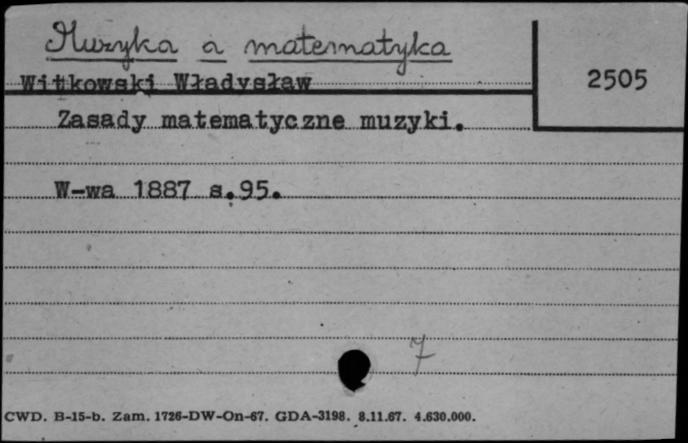 Muzyka a matematyka
Witkowski Władysław
2505
Zasady matematyczne muzyki.
W-wa 1887 s.95.
7
CWD. B-15-b. Zam. 1726-DW-On-67. GDA-3198. 8.11.67. 4.630.000.